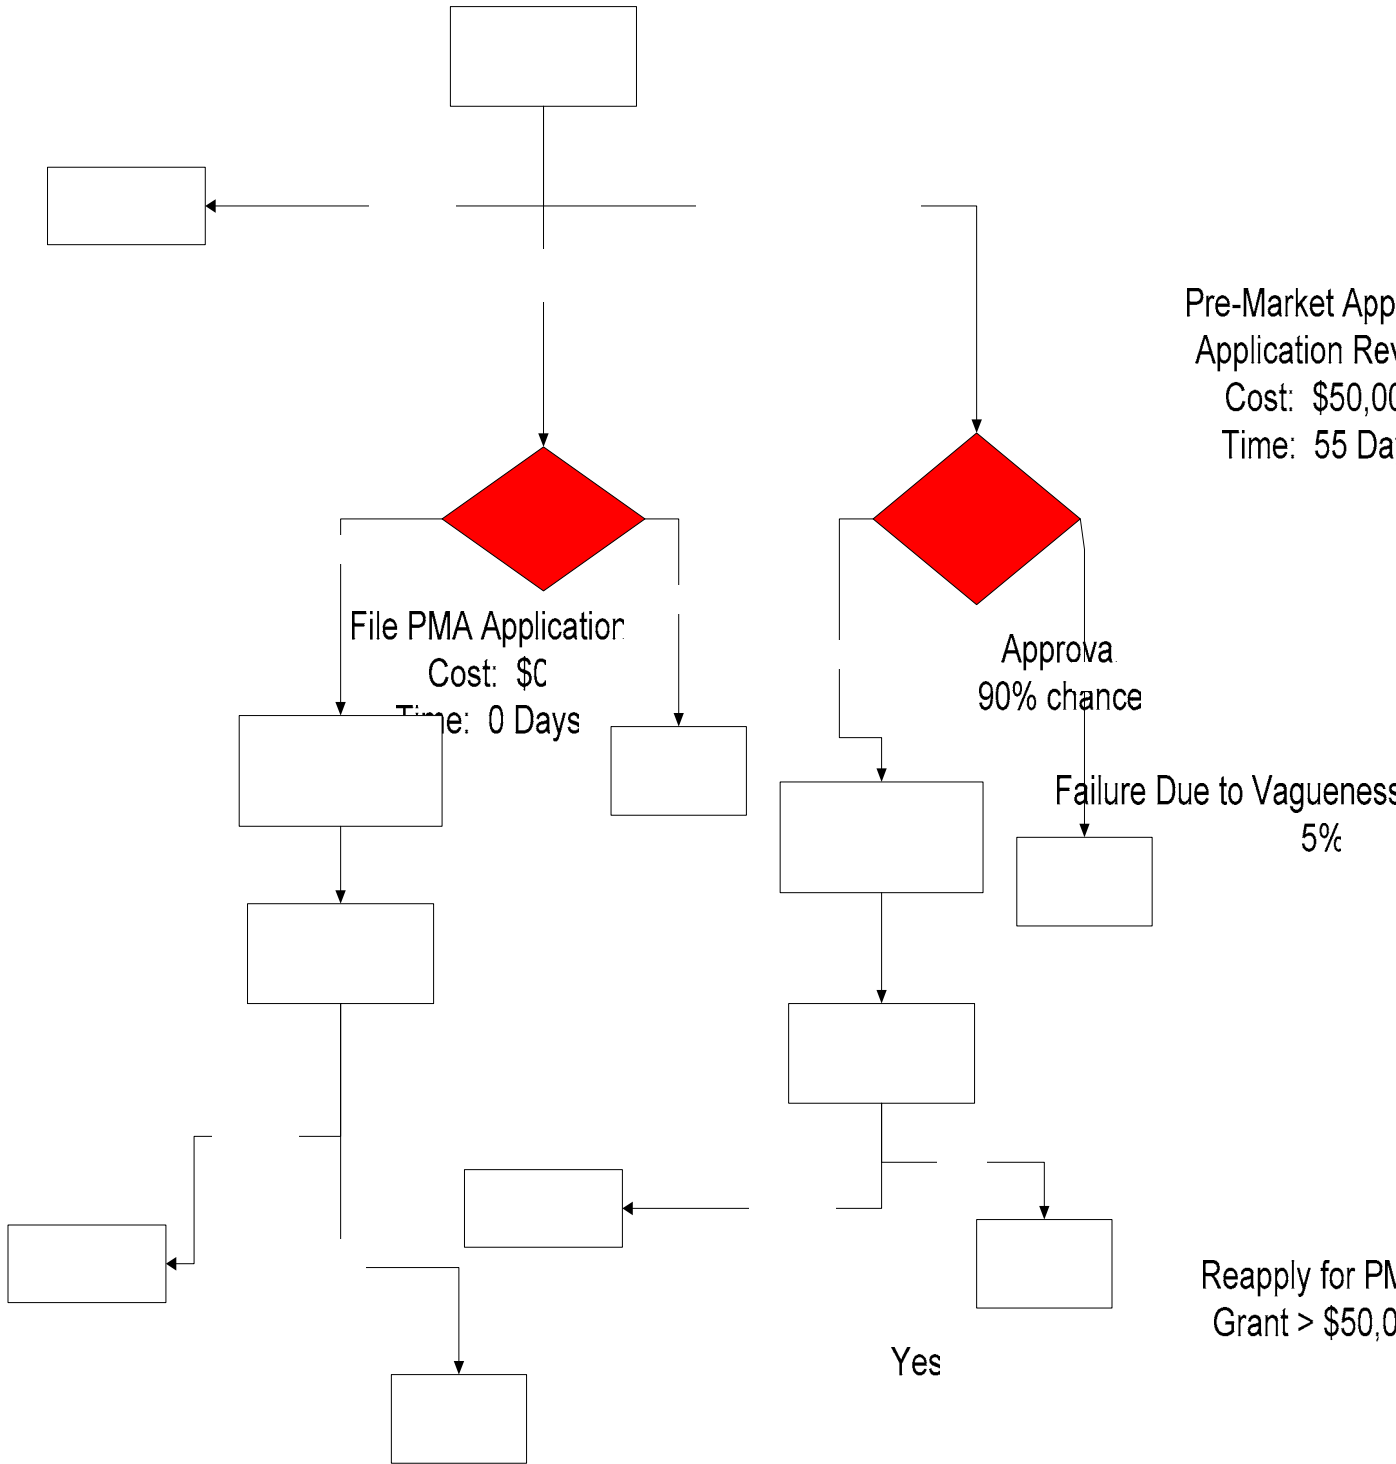 Pre-Market App
Application Rev
Cost: $50,00
Time: 55 Da
File PMA Application
Cost: $0
Time: 0 Days
Approva
90% chance
Failure Due to Vagueness
5%
Reapply for PM
Grant > $50,0
Yes